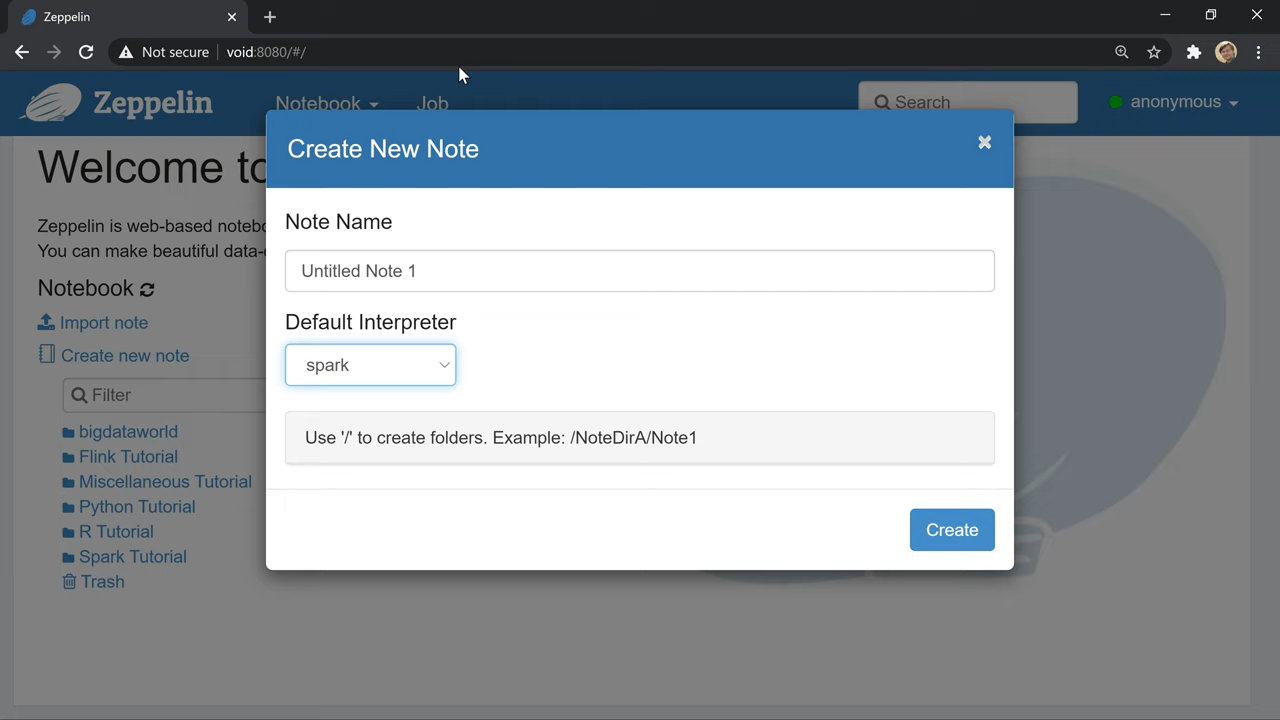 Zeppelin
Not secure
void:8080/#/
Zeppelin
Notebook
Job
Search
anonymous
Welcome to
Zeppelin is web-based notebo
You can make beautiful data-
Notebook
Import note
Create new note
Filter
bigdataworld
Flink Tutorial
Miscellaneous Tutorial
Python Tutorial
R Tutorial
Spark Tutorial
Trash
Create New Note
Note Name
Untitled Note 1
Default Interpreter
spark
Use '/' to create folders. Example: /NoteDirA/Note1
Create